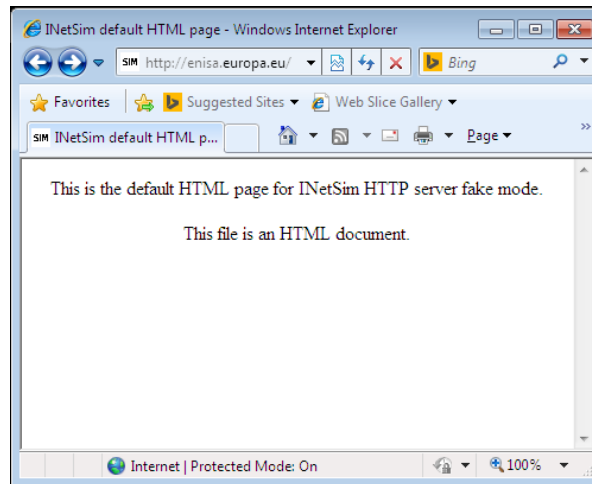 INetSim default HTML page - Windows Internet Explorer
SIM http://enisa.europa.eu/ Bing
Favorites Suggested Sites Web Slice Gallery
SIM INetSim default HTML p... Page »
This is the default HTML page for INetSim HTTP server fake mode.
This file is an HTML document.
Internet | Protected Mode: On 100%